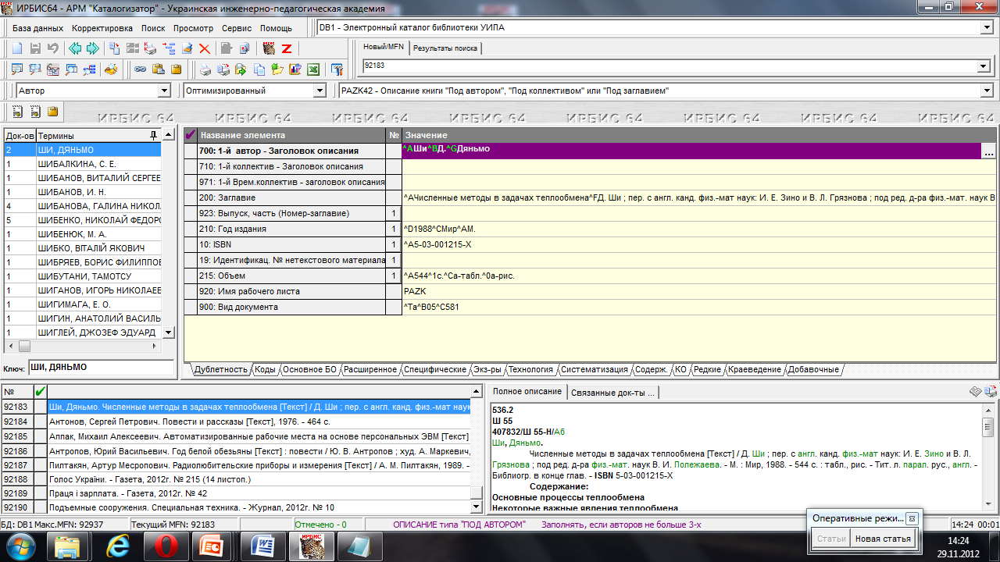 ИРБИС64 - АРМ "Каталогизатор" - Украинская инженерно-педагогическая академия
База данных Корректировка Поиск Просмотр Сервис Помощь
DB1 - Электронный каталог библиотеки УИПА
Новый/MFN Результаты поиска
92183
Автор Оптимизированный PAZK42 - Описание книги "Под автором", "Под коллективом" или "Под заглавием"
ИРБИС 64 ИРБИС 64 ИРБИС 64 ИРБИС 64 ИРБИС 64 ИРБИС 64 ИРБИС 64 ИРБИС 64
Док-ов Термины
2 ШИ, ДЯНЬМО
1 ШИБАЛКИНА, С. Е.
1 ШИБАНОВ, ВИТАЛИЙ СЕРГЕЕ
1 ШИБАНОВ, И. Н.
4 ШИБАНОВА, ГАЛИНА НИКОЛ
5 ШИБЕНКО, НИКОЛАЙ ФЕДОРО
1 ШИБЕНЮК, М. А.
1 ШИБКО, ВІТАЛІЙ ЯКОВИЧ
1 ШИБРЯЕВ, БОРИС ФИЛИППОВ
1 ШИБУТАНИ, ТАМОТСУ
1 ШИГАНОВ, ИГОРЬ НИКОЛАЕВ
1 ШИГИМАГА, Е. О.
1 ШИГИН, АНАТОЛИЙ ВАСИЛЬ
1 ШИГЛЕЙ, ДЖОЗЕФ ЭДУАРД
Ключ: ШИ, ДЯНЬМО
Название элемента № Значение
700: 1-й автор - Заголовок описания ^AШи^BД.^GДяньмо
710: 1-й коллектив - Заголовок описания
971: 1-й Врем.коллектив - заголовок описания
200: Заглавие ^AЧисленные методы в задачах теплообмена^FД. Ши ; пер. с англ. канд. физ.-мат наук: И. Е. Зино и В. Л. Грязнова ; под ред. д-ра физ.-мат. наук В
923: Выпуск, часть (Номер-заглавие) 1
210: Год издания 1 ^D1988^CМир^AМ.
10: ISBN 1 ^A5-03-001215-X
19: Идентификац. № нетекстового материала 1
215: Объем 1 ^A544^1с.^Cа-табл.^0а-рис.
920: Имя рабочего листа PAZK
900: Вид документа ^Ta^B05^C581
... 
Дублетность Коды Основное БО Расширенное Специфические Экз-ры Технология Систематизация Содерж. КО Редкие Краеведение Добавочные
№
92183 Ши, Дяньмо. Численные методы в задачах теплообмена [Текст] / Д. Ши ; пер. с англ. канд. физ.-мат наук
92184 Антонов, Сергей Петрович. Повести и рассказы [Текст], 1976. - 464 с.
92185 Аппак, Михаил Алексеевич. Автоматизированные рабочие места на основе персональных ЭВМ [Текст]
92186 Антропов, Юрий Васильевич. Год белой обезьяны [Текст] : повести / Ю. В. Антропов ; худ. А. Маркевич,
92187 Пилтакян, Артур Месропович. Радиолюбительские приборы и измерения [Текст] / А. М. Пилтакян, 1989. -
92188 Голос України. - Газета, 2012г. № 215 (14 листоп.)
92189 Праця і зарплата. - Газета, 2012г. № 42
92190 Подъемные сооружения. Специальная техника. - Журнал, 2012г. № 10
Полное описание Связанные док-ты ...
536.2
Ш 55
407832/Ш 55-Н/Аб
Ши, Дяньмо.
Численные методы в задачах теплообмена [Текст] / Д. Ши ; пер. с англ. канд. физ.-мат наук: И. Е. Зино и В. Л.
Грязнова ; под ред. д-ра физ.-мат. наук В. И. Полежаева. - М. : Мир, 1988. - 544 с. : табл., рис. - Тит. л. парал. рус., англ. -
Библиогр. в конце глав. - ISBN 5-03-001215-X
Содержание:
Основные процессы теплообмена
Некоторые важные явления теплообмена
Оперативные режи...
Статьи Новая статья
БД: DB1 Макс.MFN: 92937 Текущий MFN: 92183 Отмечено - 0 ОПИСАНИЕ типа "ПОД АВТОРОМ" Заполнять, если авторов не больше 3-х 14:24 00:01
14:24
29.11.2012